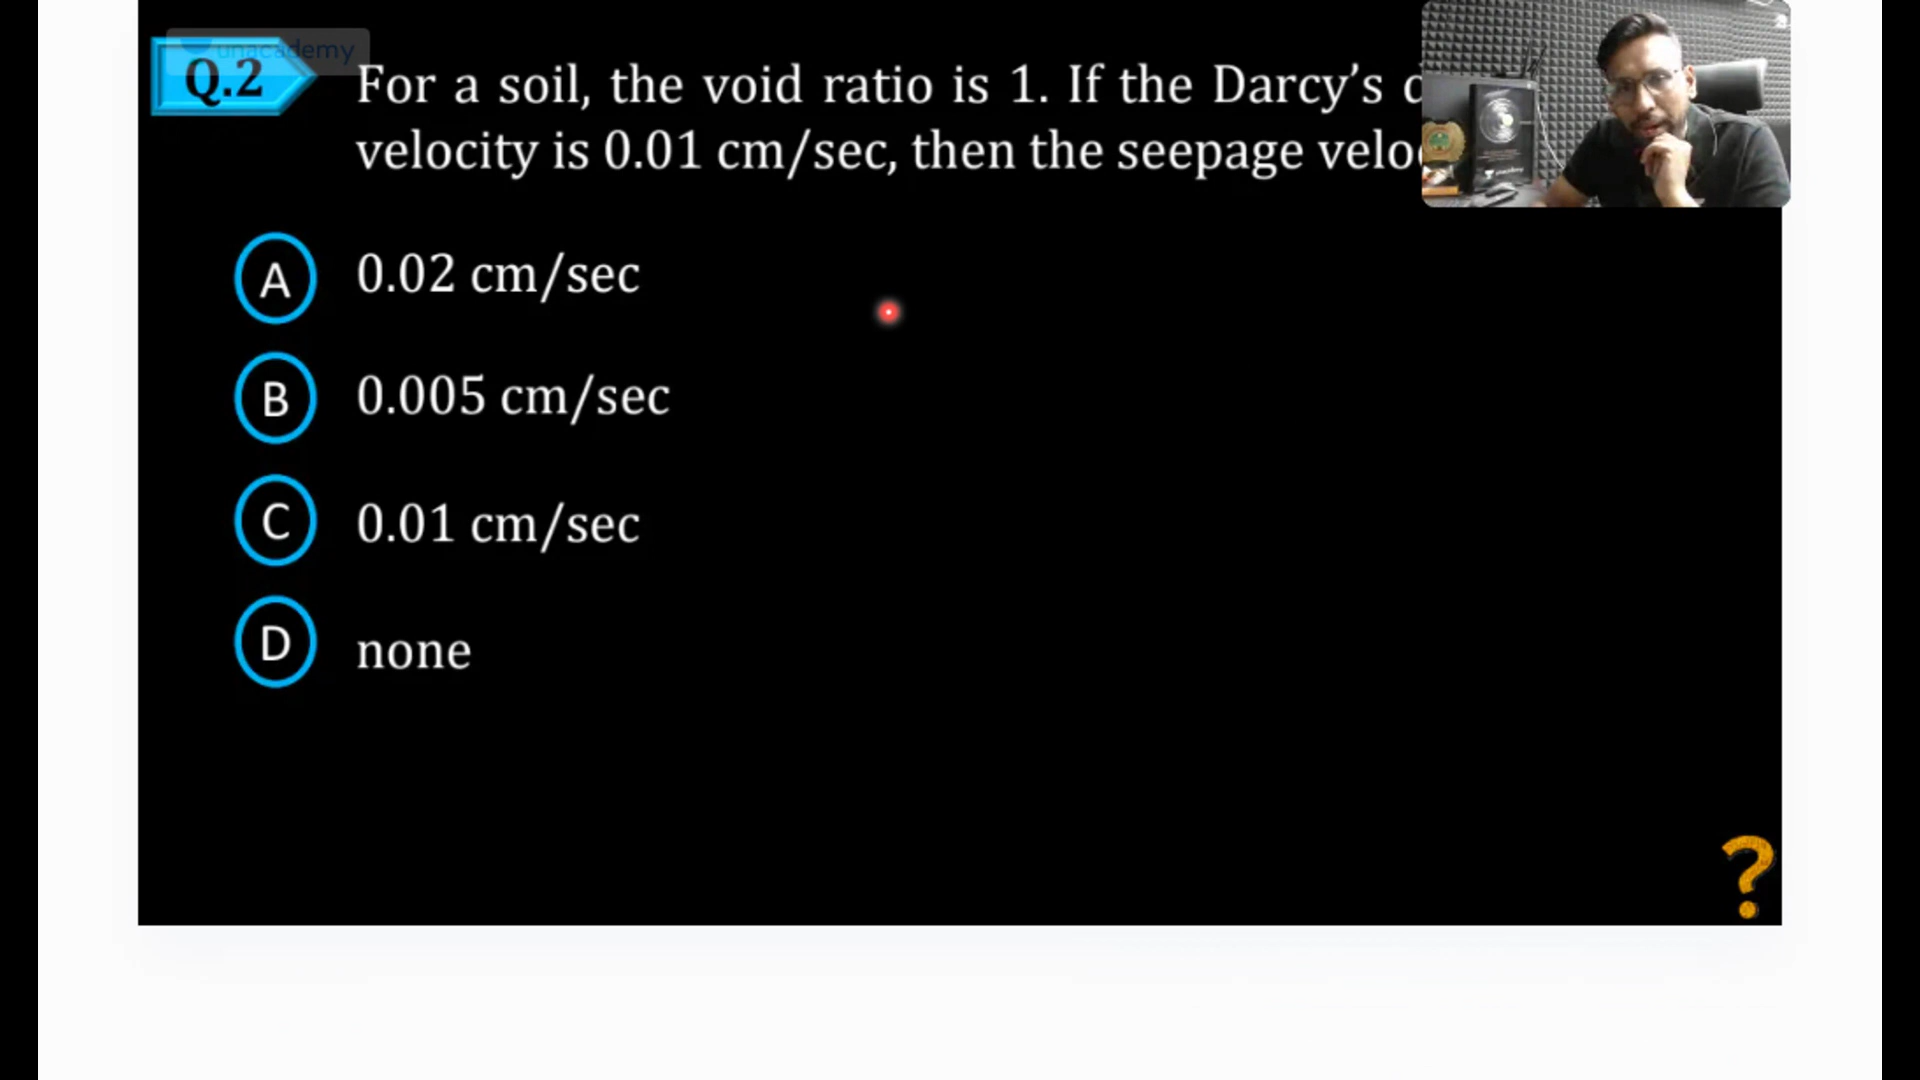 unacademy
Q.2
For a soil, the void ratio is 1. If the Darcy’s
velocity is 0.01 cm/sec, then the seepage
A 0.02 cm/sec
B 0.005 cm/sec
C 0.01 cm/sec
D none
?